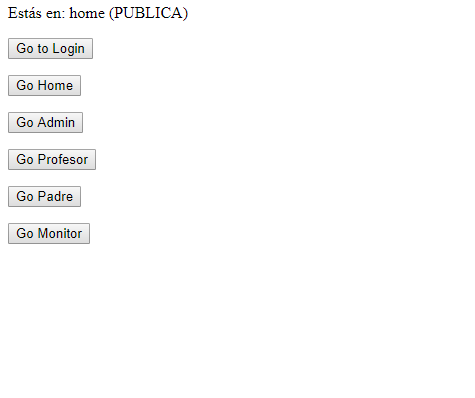 Estás en: home (PUBLICA)
Go to Login
Go Home
Go Admin
Go Profesor
Go Padre
Go Monitor